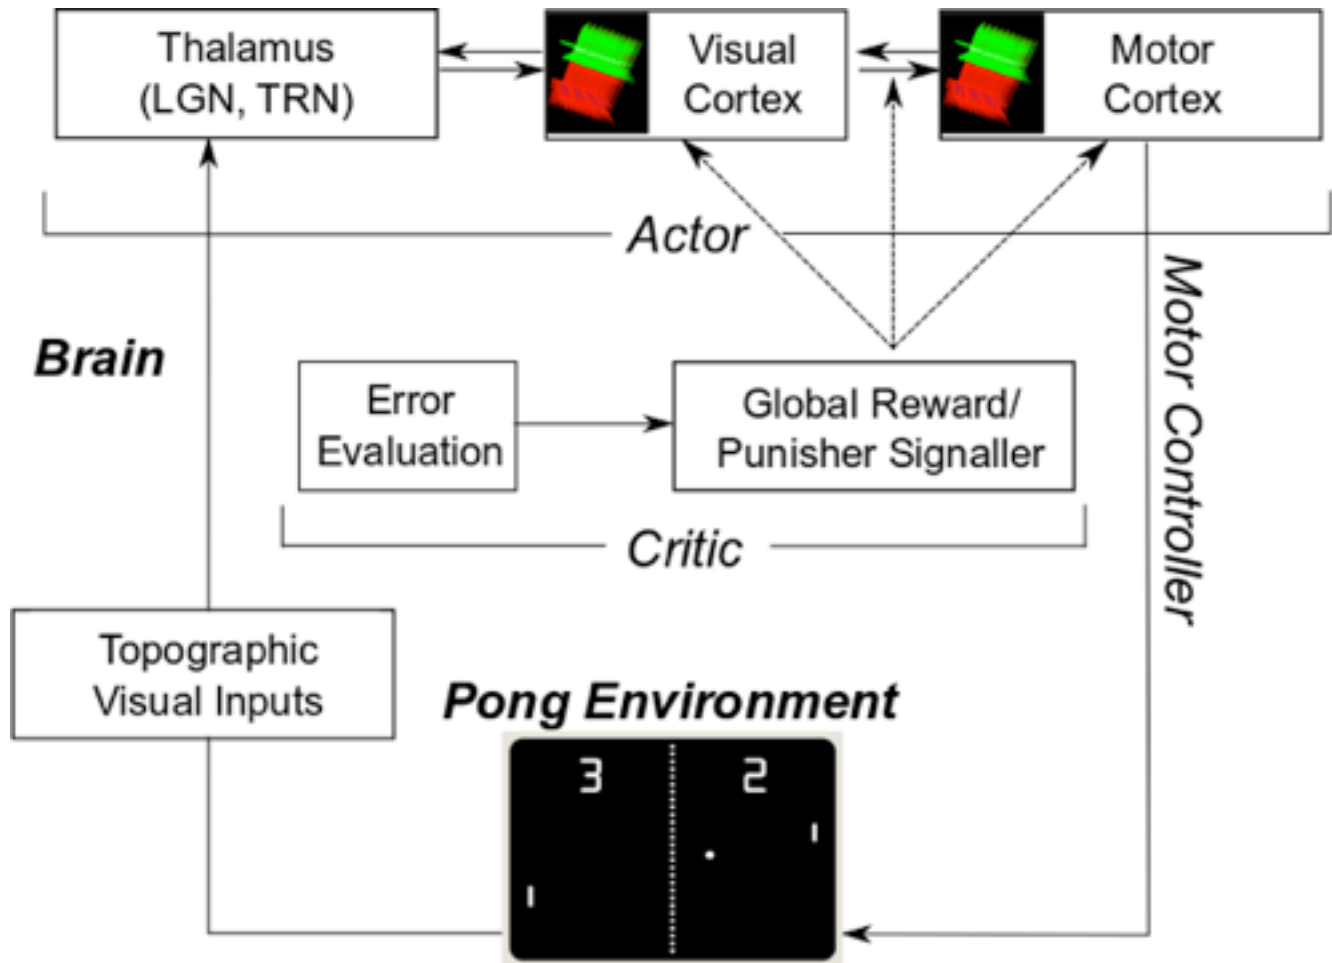 Thalamus
(LGN, TRN)
Visual
Cortex
Motor
Cortex
Actor
Brain
Error
Evaluation
Global Reward/
Punisher Signaller
Critic
Motor Controller
Topographic
Visual Inputs
Pong Environment
3 2